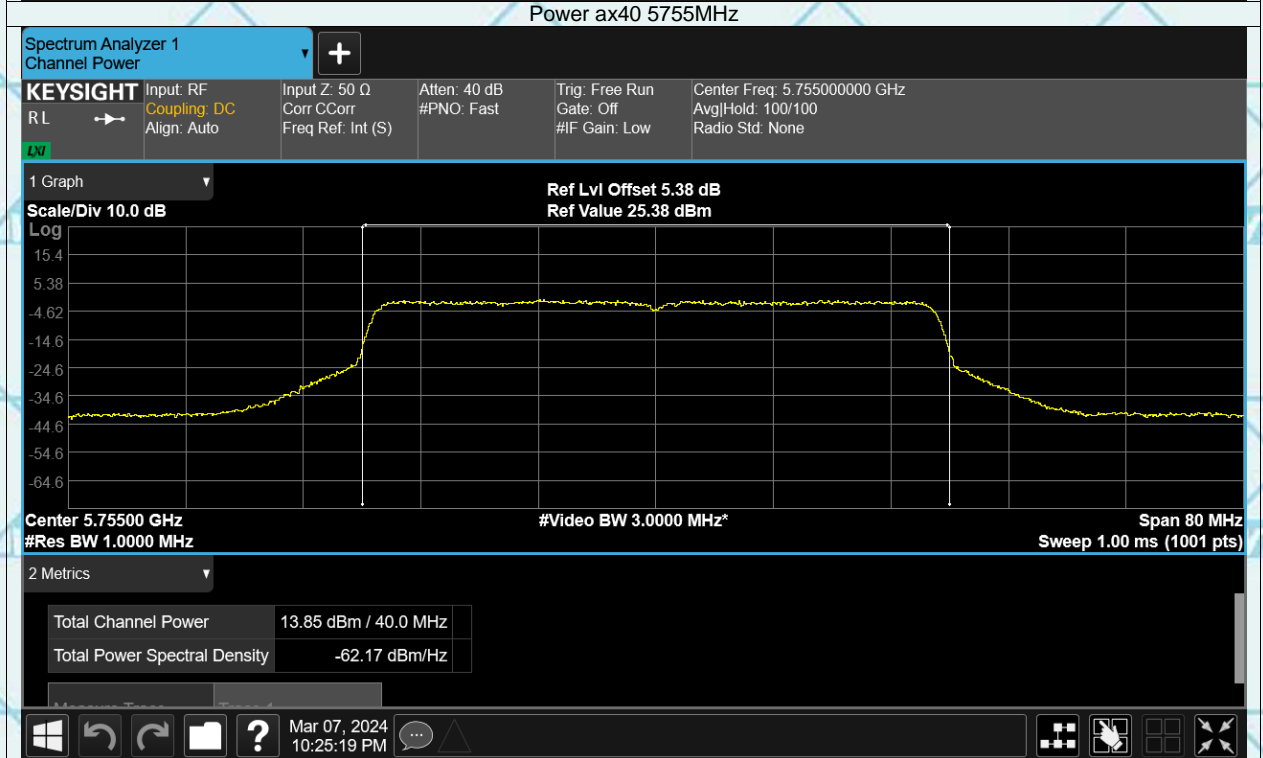 Power ax40 5755MHz
Spectrum Analyzer 1
Channel Power
KEYSIGHT
RL
LXI
Input: RF
Coupling: DC
Align: Auto
Input Z: 50 Ω
Corr CCorr
Freq Ref: Int (S)
Atten: 40 dB
#PNO: Fast
Trig: Free Run
Gate: Off
#IF Gain: Low
Center Freq: 5.755000000 GHz
Avg|Hold: 100/100
Radio Std: None
1 Graph
Ref Lvl Offset 5.38 dB
Scale/Div 10.0 dB
Ref Value 25.38 dBm
Log
15.4
5.38
-4.62
-14.6
-24.6
-34.6
-44.6
-54.6
-64.6
Center 5.75500 GHz
#Video BW 3.0000 MHz*
Span 80 MHz
#Res BW 1.0000 MHz
Sweep 1.00 ms (1001 pts)
2 Metrics
Total Channel Power 13.85 dBm / 40.0 MHz
Total Power Spectral Density -62.17 dBm/Hz
?
Mar 07, 2024
10:25:19 PM